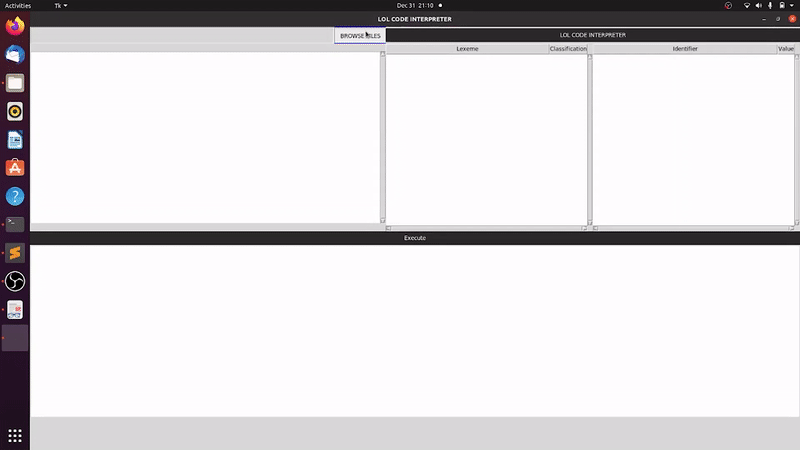 Activities Tk Dec 31 21:10
LOL CODE INTERPRETER
BROWSE FILES LOL CODE INTERPRETER
Lexeme Classification Identifier Value
Execute